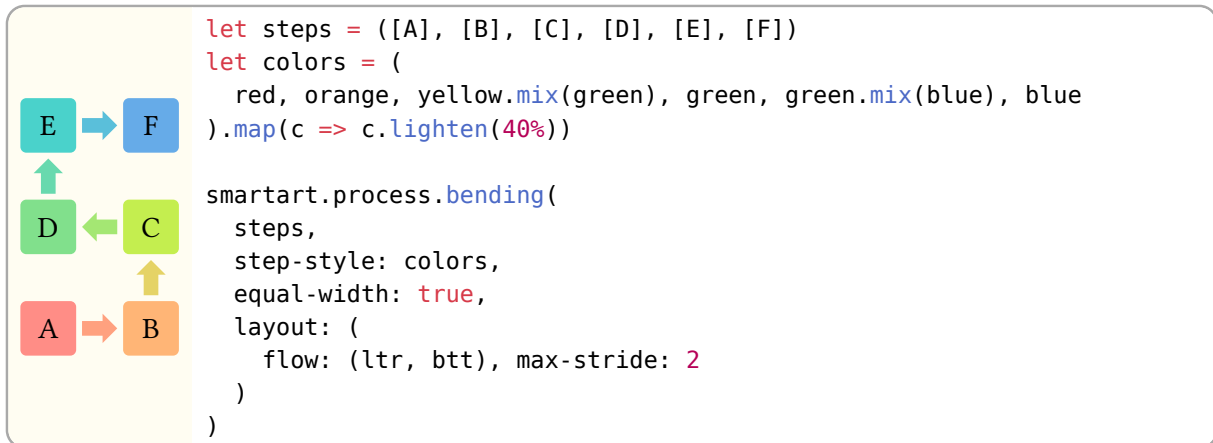 E F
D C
A B
let steps = ([A], [B], [C], [D], [E], [F])
let colors = (
  red, orange, yellow.mix(green), green, green.mix(blue), blue
).map(c => c.lighten(40%))

smartart.process.bending(
  steps,
  step-style: colors,
  equal-width: true,
  layout: (
    flow: (ltr, btt), max-stride: 2
  )
)